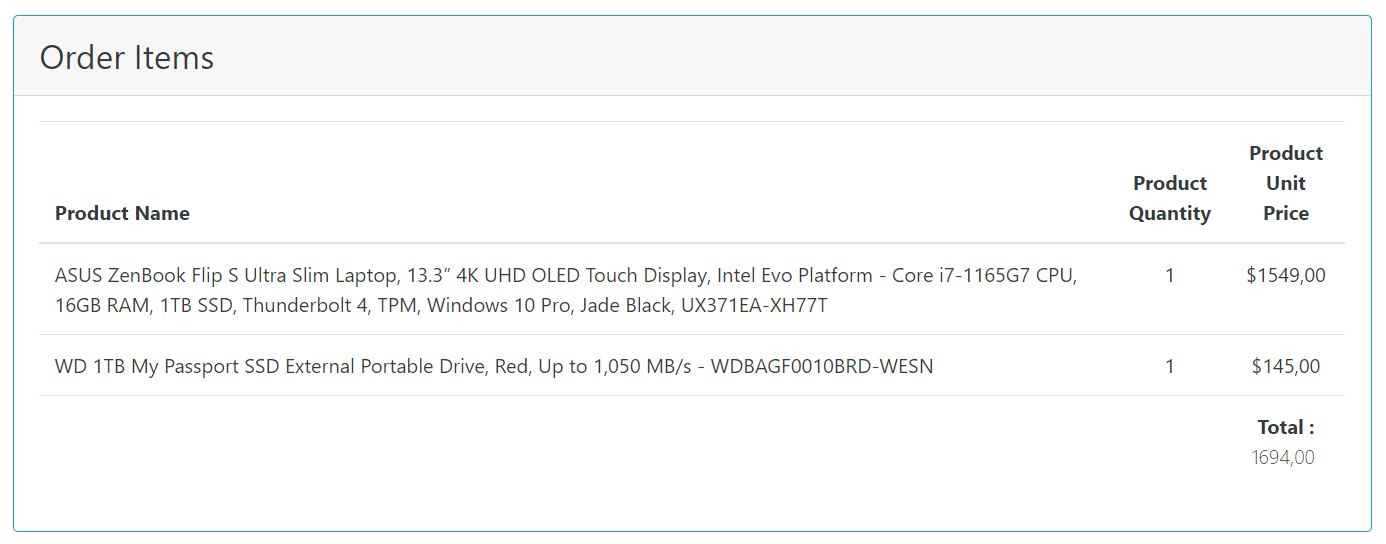 Order Items
Product Name
Product
Quantity
Product
Unit
Price
ASUS ZenBook Flip S Ultra Slim Laptop, 13.3” 4K UHD OLED Touch Display, Intel Evo Platform - Core i7-1165G7 CPU,
16GB RAM, 1TB SSD, Thunderbolt 4, TPM, Windows 10 Pro, Jade Black, UX371EA-XH77T
1
$1549,00
WD 1TB My Passport SSD External Portable Drive, Red, Up to 1,050 MB/s - WDBAGF0010BRD-WESN
1
$145,00
Total :
1694,00